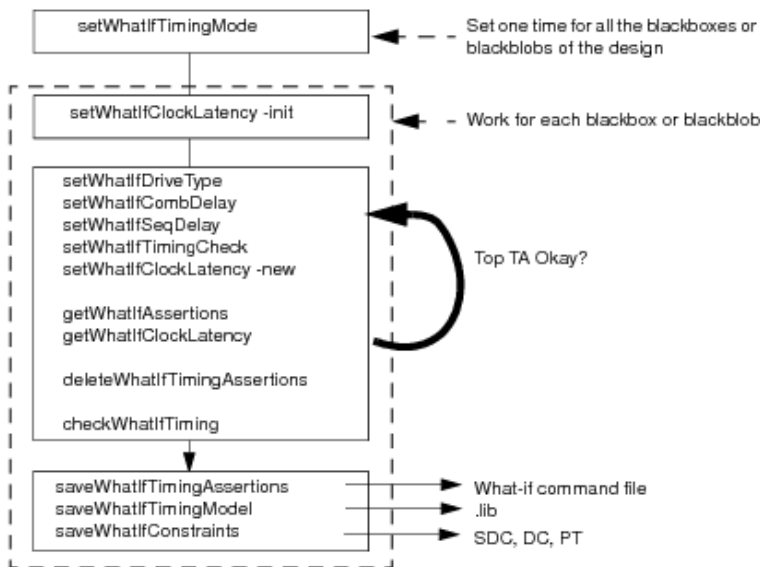 setWhatIfTimingMode
Set one time for all the blackboxes or
blackblobs of the design
setWhatIfClockLatency -init
Work for each blackbox or blackblob
setWhatIfDriveType
setWhatIfCombDelay
setWhatIfSeqDelay
setWhatIfTimingCheck
setWhatIfClockLatency -new
Top TA Okay?
getWhatIfAssertions
getWhatIfClockLatency
deleteWhatIfTimingAssertions
checkWhatIfTiming
saveWhatIfTimingAssertions
What-if command file
saveWhatIfTimingModel
.lib
saveWhatIfConstraints
SDC, DC, PT